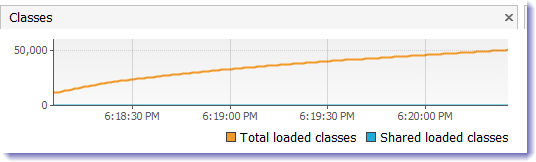 Classes
50,000
0
6:18:30 PM 6:19:00 PM 6:19:30 PM 6:20:00 PM
Total loaded classes Shared loaded classes